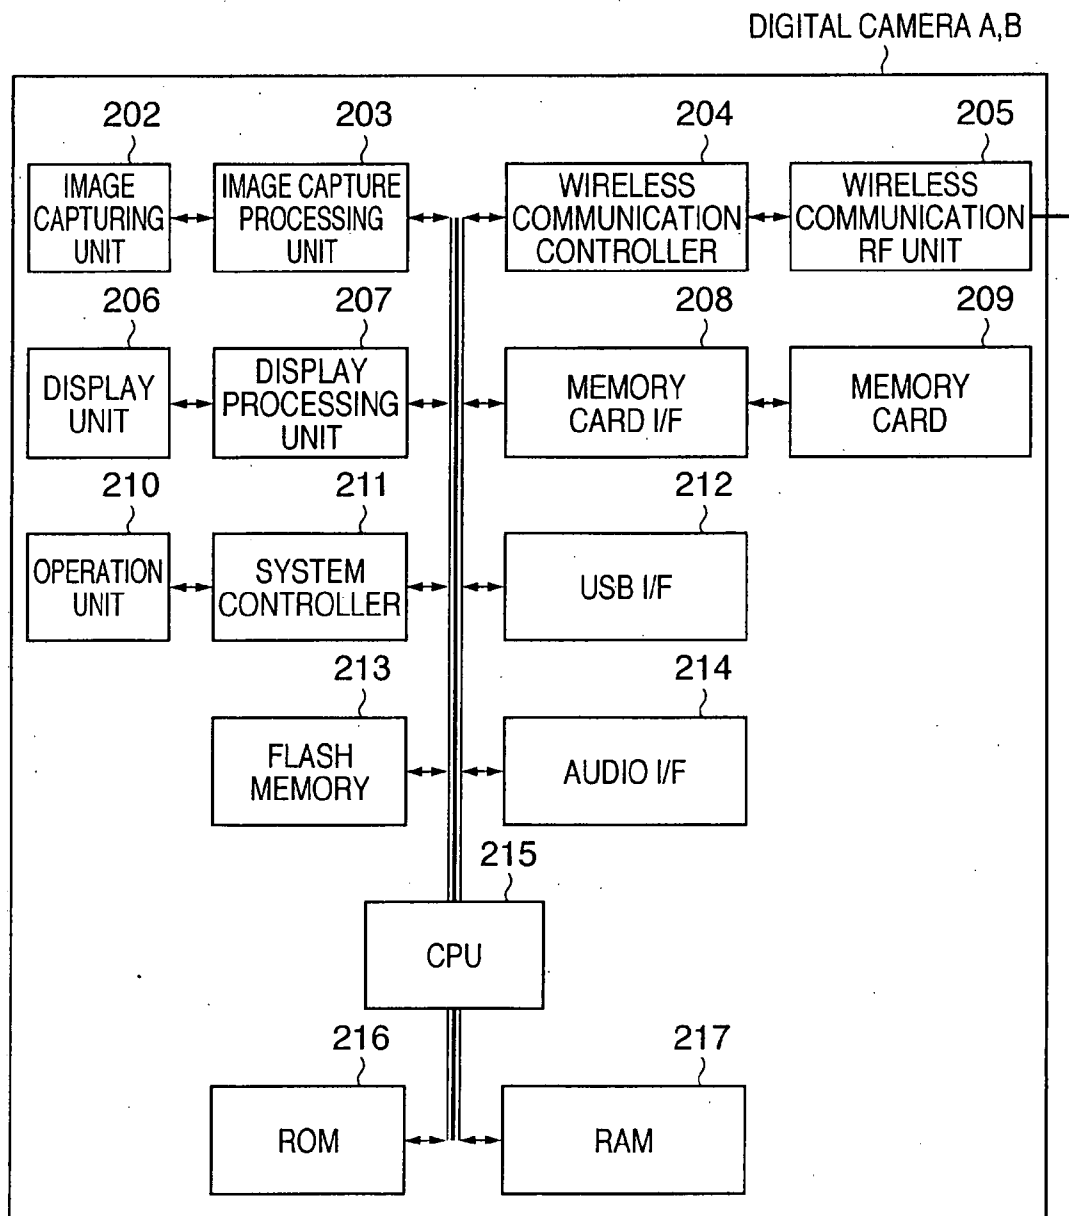 DIGITAL CAMERA A,B
202
203
204
205
IMAGE
CAPTURING
UNIT
IMAGE CAPTURE
PROCESSING
UNIT
WIRELESS
COMMUNICATION
CONTROLLER
WIRELESS
COMMUNICATION
RF UNIT
206
207
208
209
DISPLAY
UNIT
DISPLAY
PROCESSING
UNIT
MEMORY
CARD I/F
MEMORY
CARD
210
211
212
OPERATION
UNIT
SYSTEM
CONTROLLER
USB I/F
213
214
FLASH
MEMORY
AUDIO I/F
215
CPU
216
217
ROM
RAM